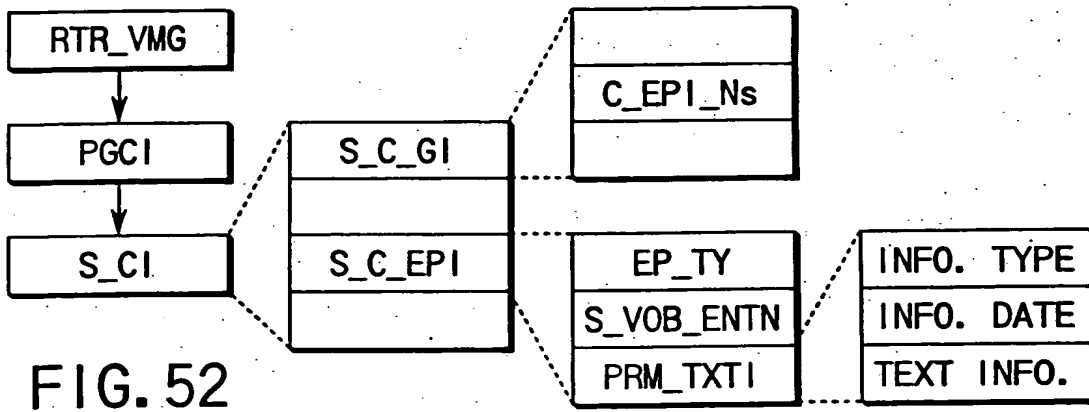 RTR_VMG
PGCI
S_CI
S_C_GI
S_C_EPI
C_EPI_Ns
EP_TY
S_VOB_ENTN
PRM_TXTI
INFO. TYPE
INFO. DATE
TEXT INFO.
FIG. 52